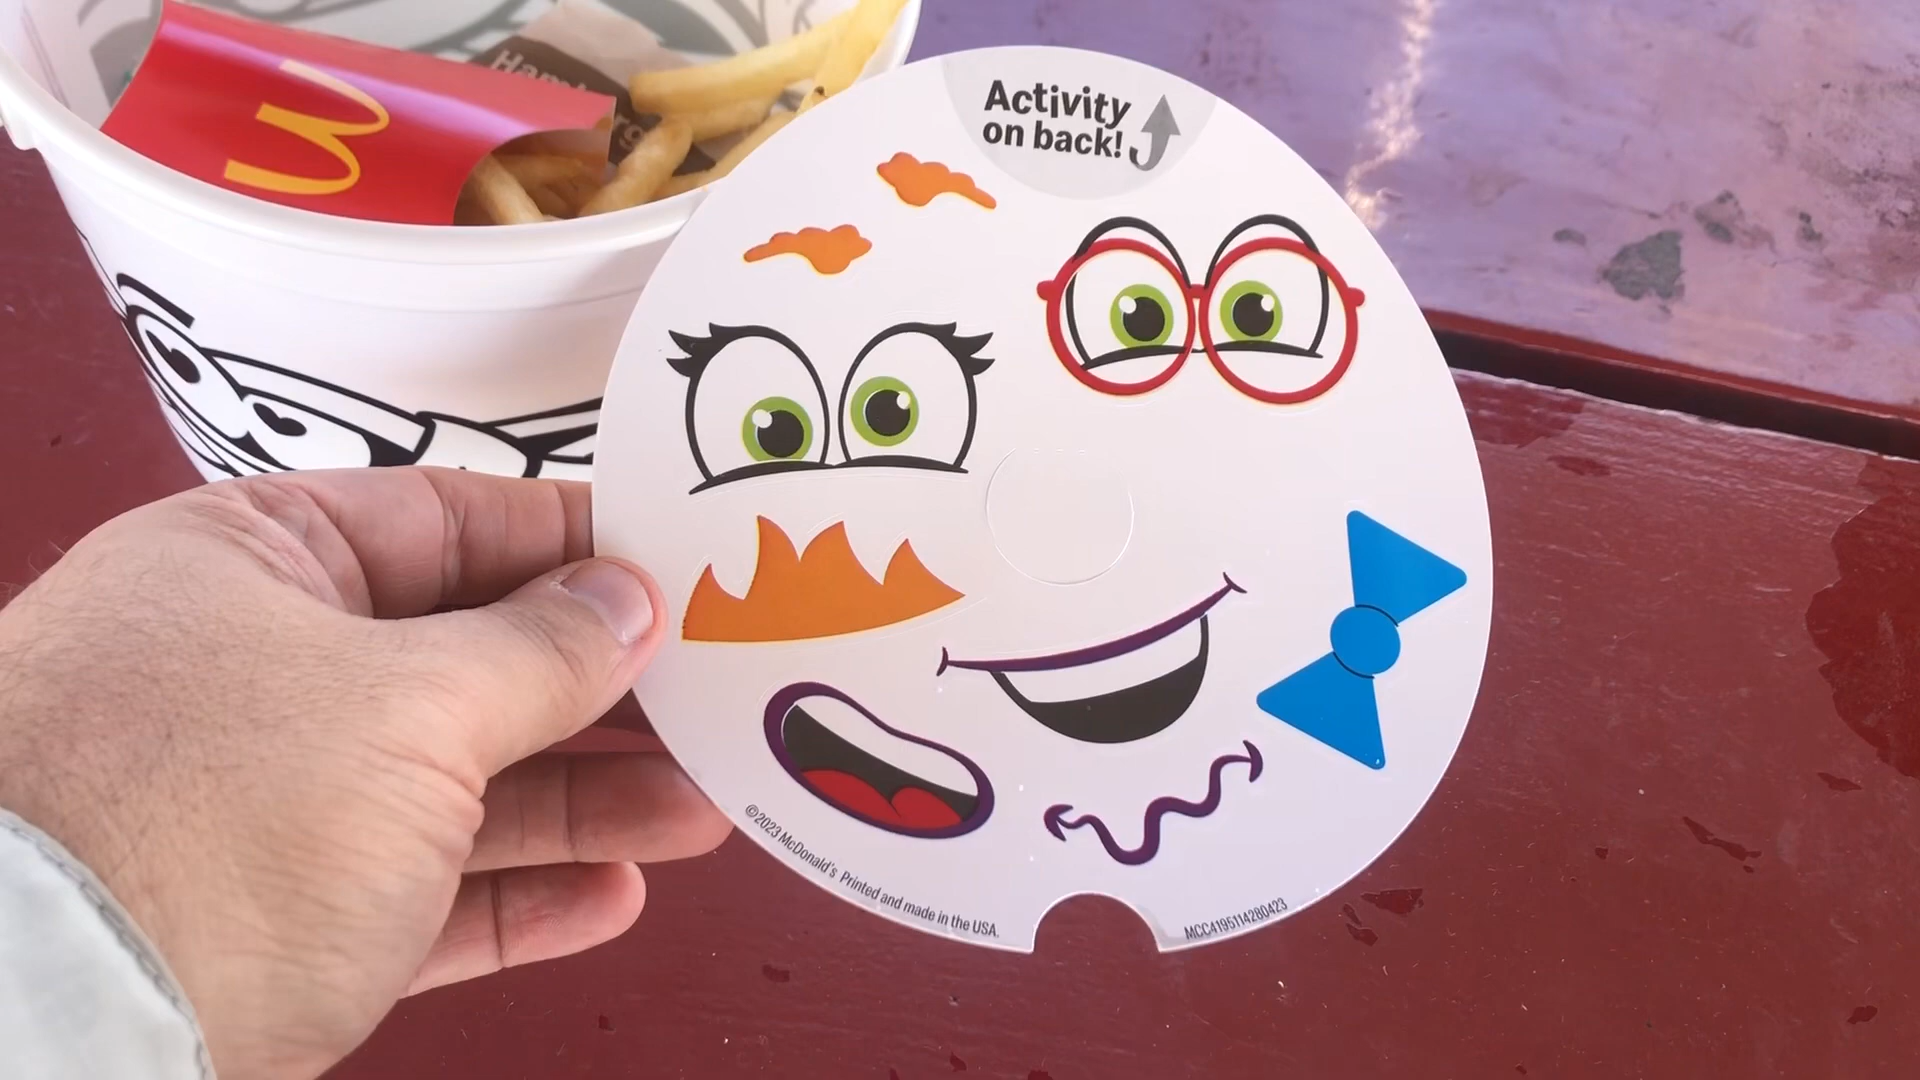 Activity
on back!
©2023 McDonald's Printed and made in the USA.
MCC4195114280423